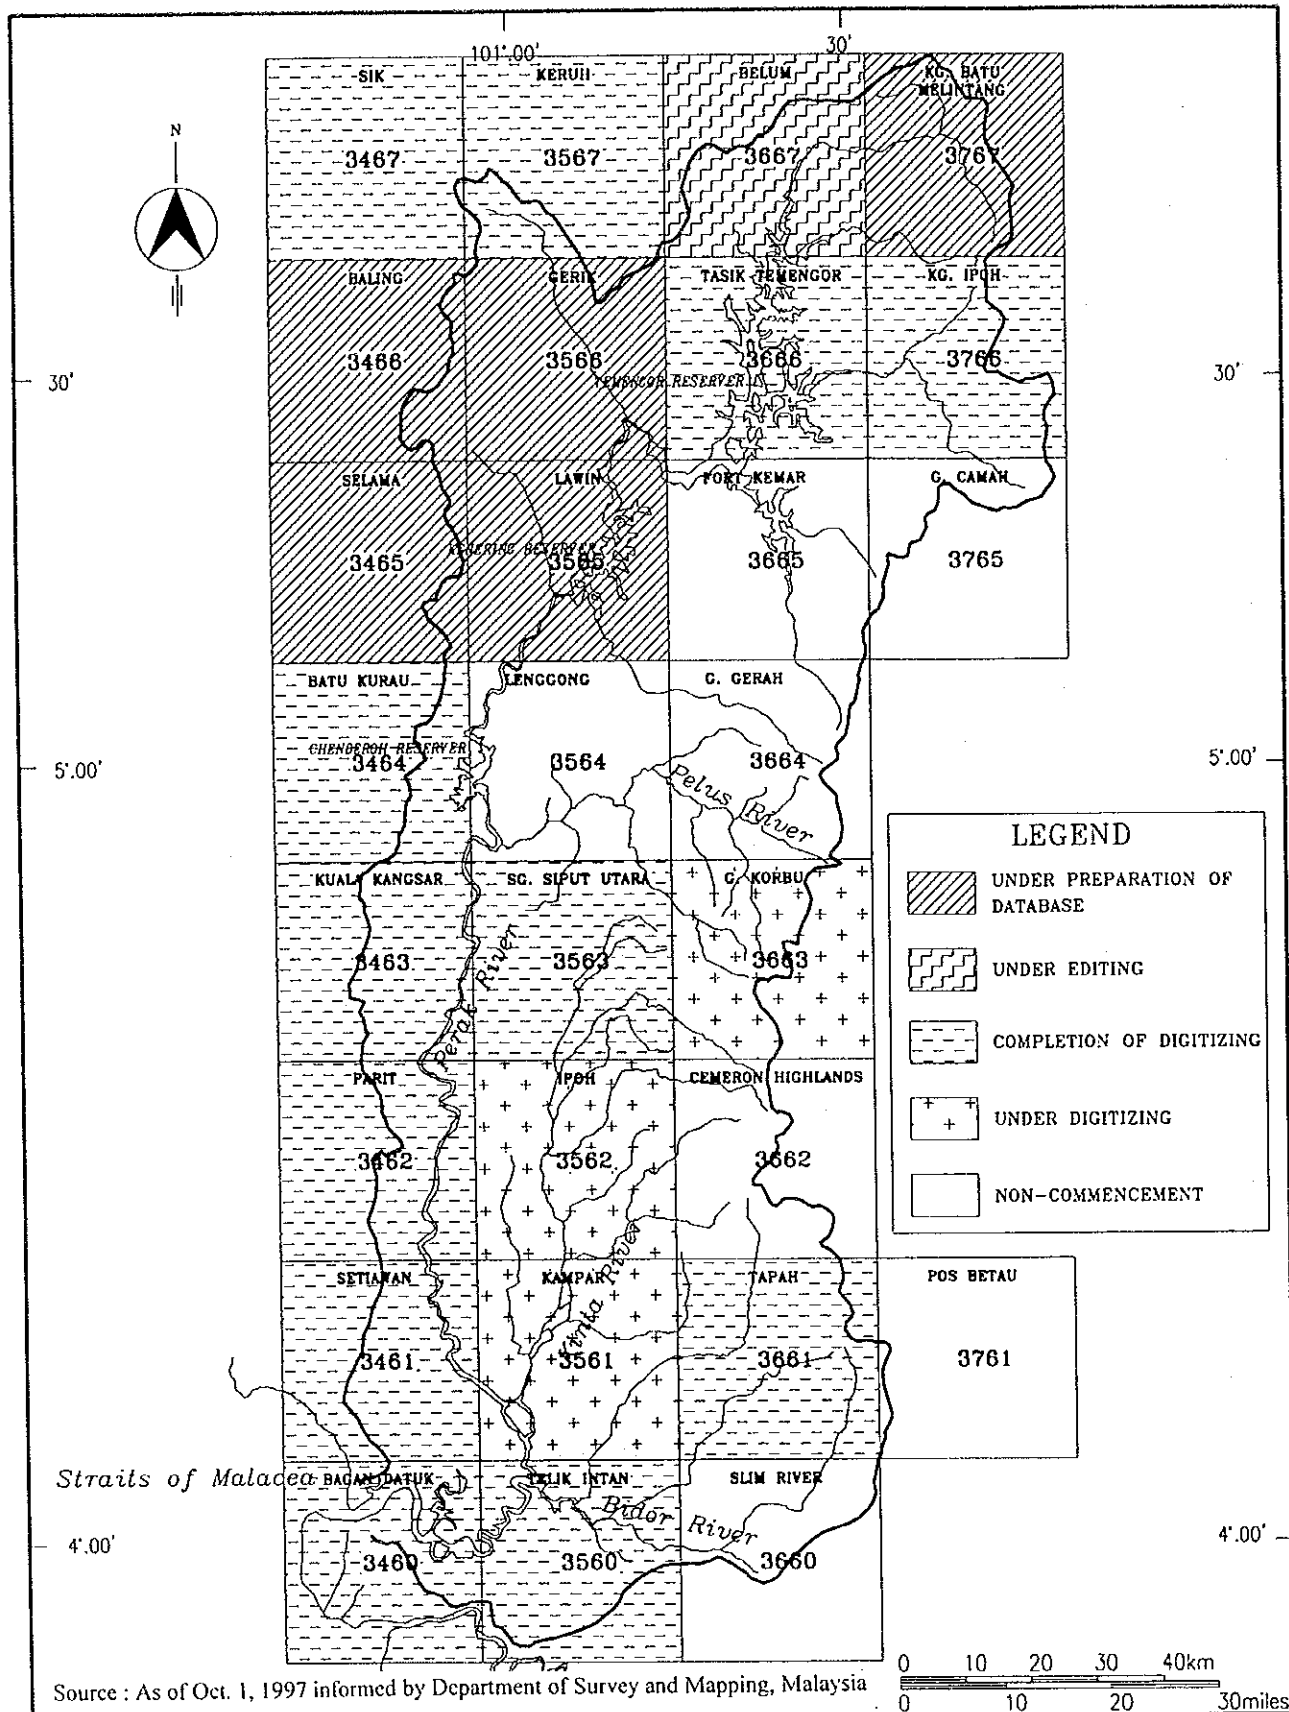 101°00'
30'
N
SIK
KERUH
BELUM
KG. BATU
MELINTANG
3467
3567
3667
3767
BALING
GERIK
TASIK TEMENGOR
KG. IPOH
3466
3566
3666
3766
30'
TEMENGOR RESERVER
30'
SELAMA
LAWIN
FORT KEMAR
G. CAMAH
KENERING RESERVER
3465
3565
3665
3765
BATU KURAU
LENGGONG
G. GERAH
CHENDEROH RESERVER
3464
3564
3664
5°.00'
5°.00'
Pelus River
LEGEND
UNDER PREPARATION OF
DATABASE
UNDER EDITING
COMPLETION OF DIGITIZING
UNDER DIGITIZING
NON-COMMENCEMENT
KUALA KANGSAR
SG. SIPUT UTARA
G. KORBU
3463
3563
3663
Perak River
PARIT
IPOH
CEMERON HIGHLANDS
3462
3562
3662
SETIAWAN
KAMPAR
TAPAH
POS BETAU
Kinta River
3461
3561
3661
3761
Straits of Malacea
BAGAN DATUK
TELIK INTAN
SLIM RIVER
Bidor River
4°.00'
4°.00'
3460
3560
3660
0 10 20 30 40km
0 10 20 30miles
Source : As of Oct. 1, 1997 informed by Department of Survey and Mapping, Malaysia